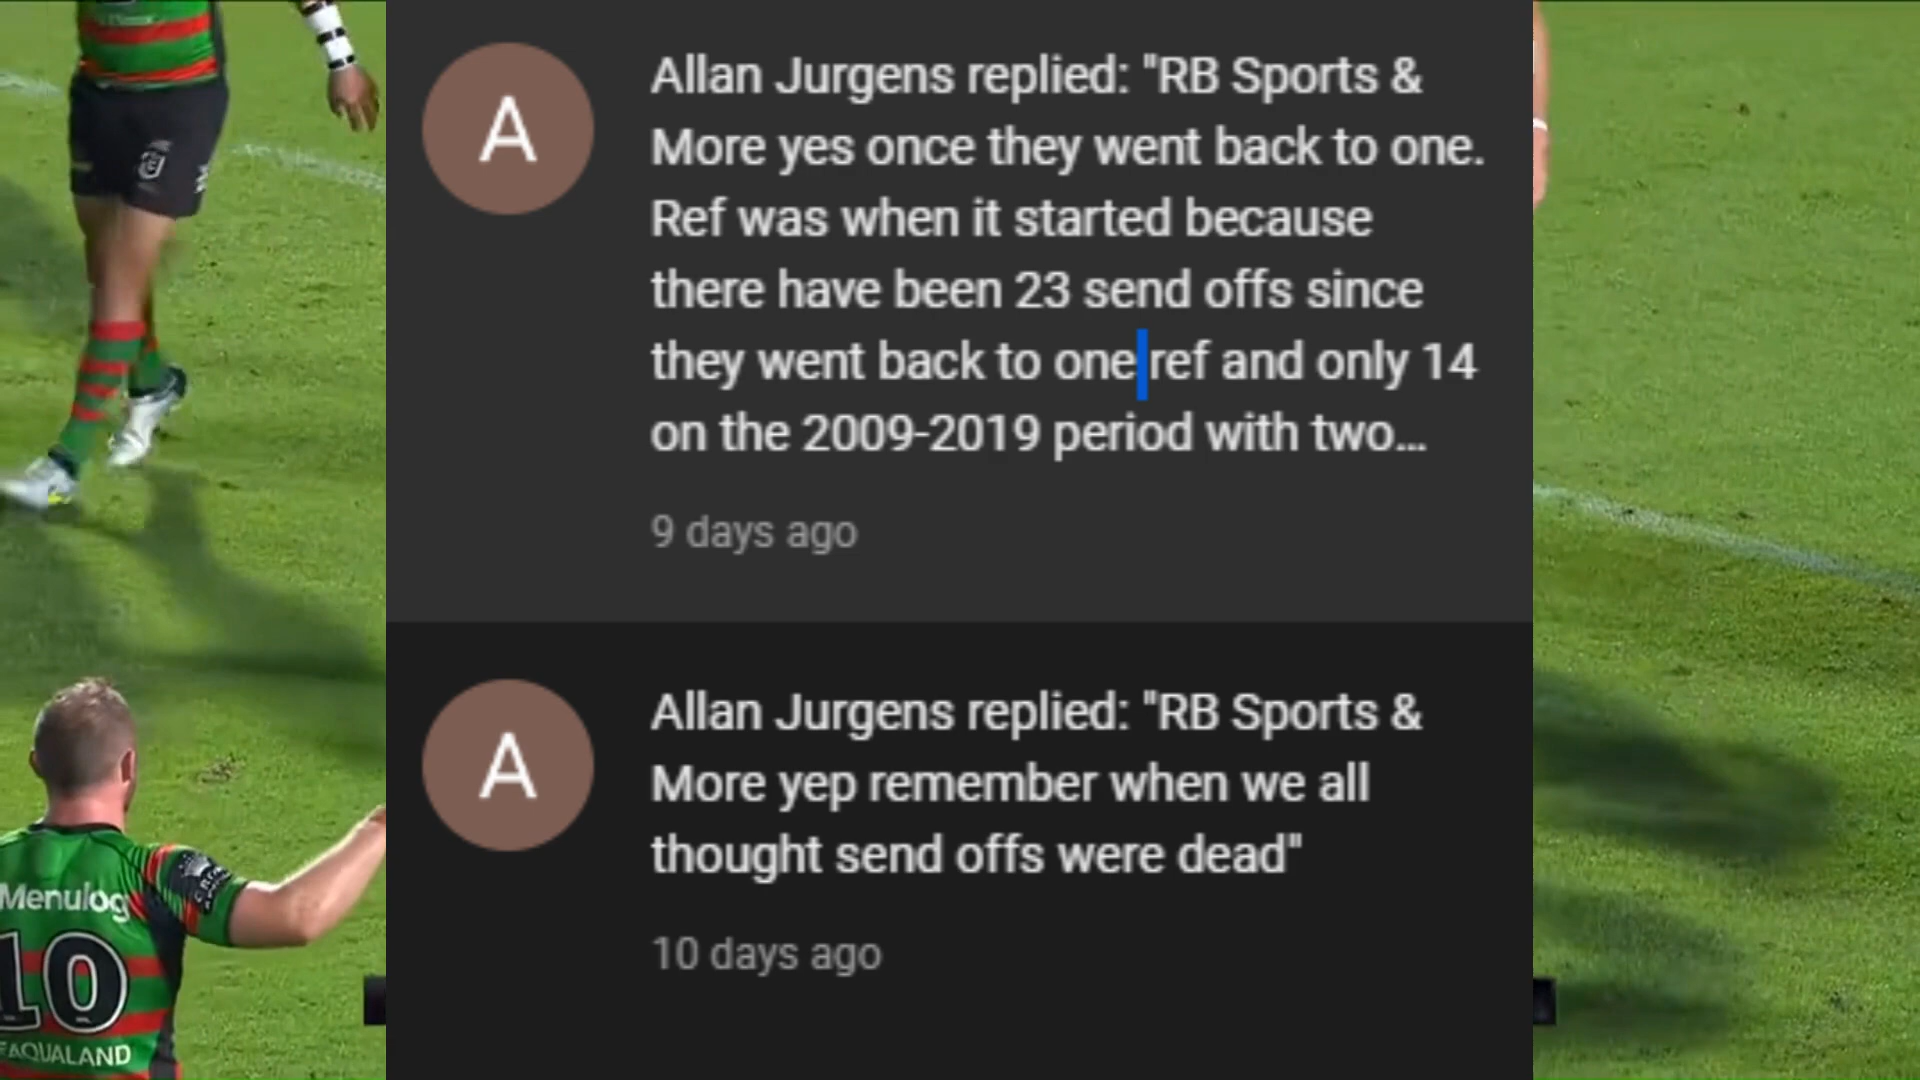 A
Allan Jurgens replied: "RB Sports &
More yes once they went back to one.
Ref was when it started because
there have been 23 send offs since
they went back to one ref and only 14
on the 2009-2019 period with two...
9 days ago
A
Allan Jurgens replied: "RB Sports &
More yep remember when we all
thought send offs were dead"
10 days ago
Menulog
10